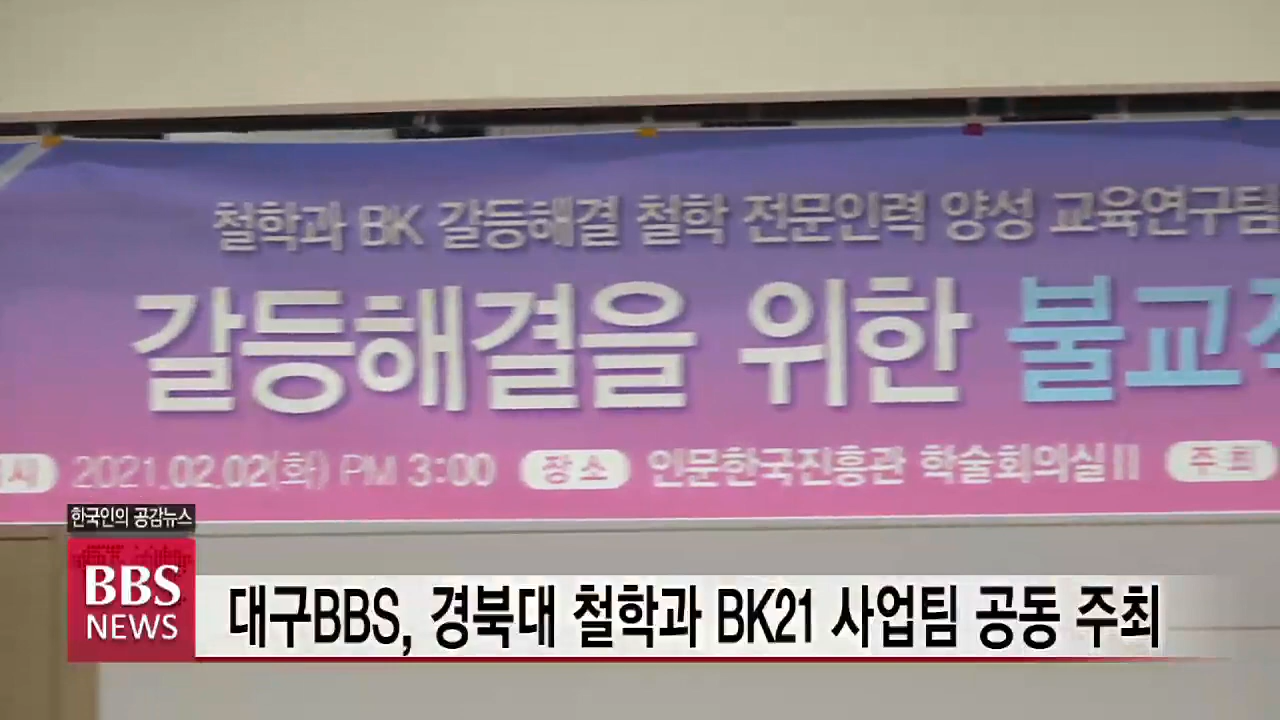 철학과 BK 갈등해결 철학 전문인력 양성 교육연구팀
갈등해결을 위한 불교적
시 2021.02.02(화) PM 3:00 장소 인문한국진흥관 학술회의실II 주최
한국인의 공감뉴스
BBS
NEWS
대구BBS, 경북대 철학과 BK21 사업팀 공동 주최